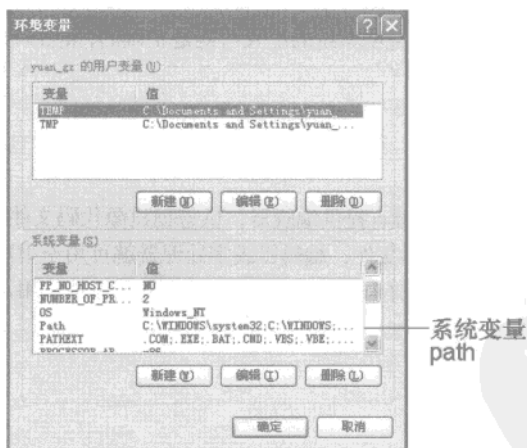 环境变量
yuan_gz 的用户变量(U)
变量 值
TEMP C:\Documents and Settings\yuan_...
TMP C:\Documents and Settings\yuan_...
新建(N) 编辑(E) 删除(D)
系统变量(S)
变量 值
FP_NO_HOST_C... NO
NUMBER_OF_PR... 2
OS Windows_NT
Path C:\WINDOWS\system32;C:\WINDOWS;...
PATHEXT .COM;.EXE;.BAT;.CMD;.VBS;.VBE;...
系统变量
path
新建(W) 编辑(I) 删除(L)
确定 取消